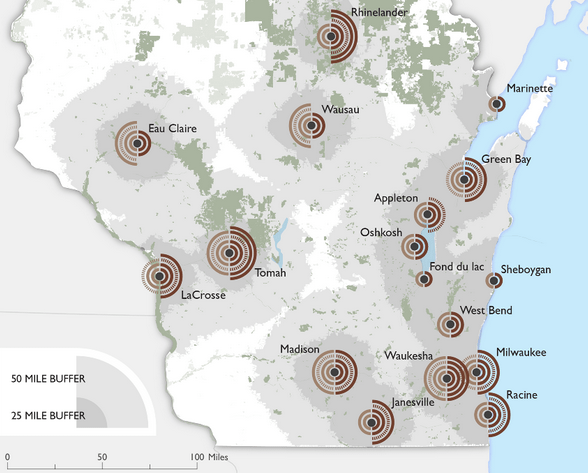 Rhinelander
Marinette
Wausau
Eau Claire
Green Bay
Appleton
Oshkosh
Fond du lac
Sheboygan
Tomah
LaCrosse
West Bend
Madison
Waukesha
Milwaukee
Racine
Janesville
50 MILE BUFFER
25 MILE BUFFER
0 50 100 Miles